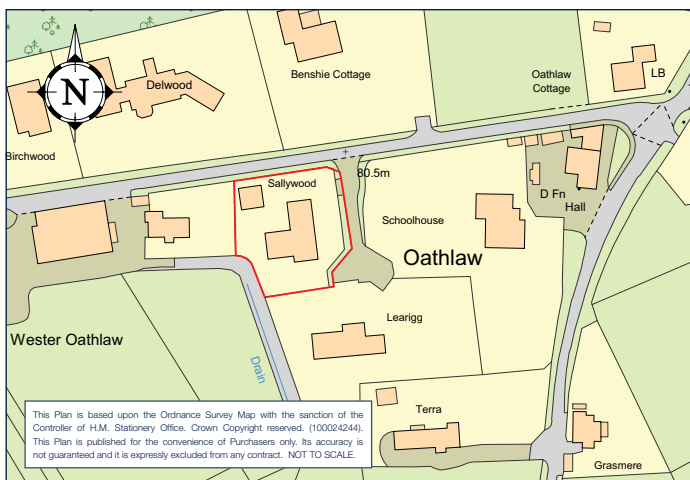 Benshie Cottage
LB
Oathlaw
Cottage
Delwood
N
Birchwood
80.5m
Sallywood
D Fn
Hall
Schoolhouse
Oathlaw
Learigg
Wester Oathlaw
Drain
Terra
Grasmere
This Plan is based upon the Ordnance Survey Map with the sanction of the
Controller of H.M. Stationery Office. Crown Copyright reserved. (100024244).
This Plan is published for the convenience of Purchasers only. Its accuracy is
not guaranteed and it is expressly excluded from any contract. NOT TO SCALE.